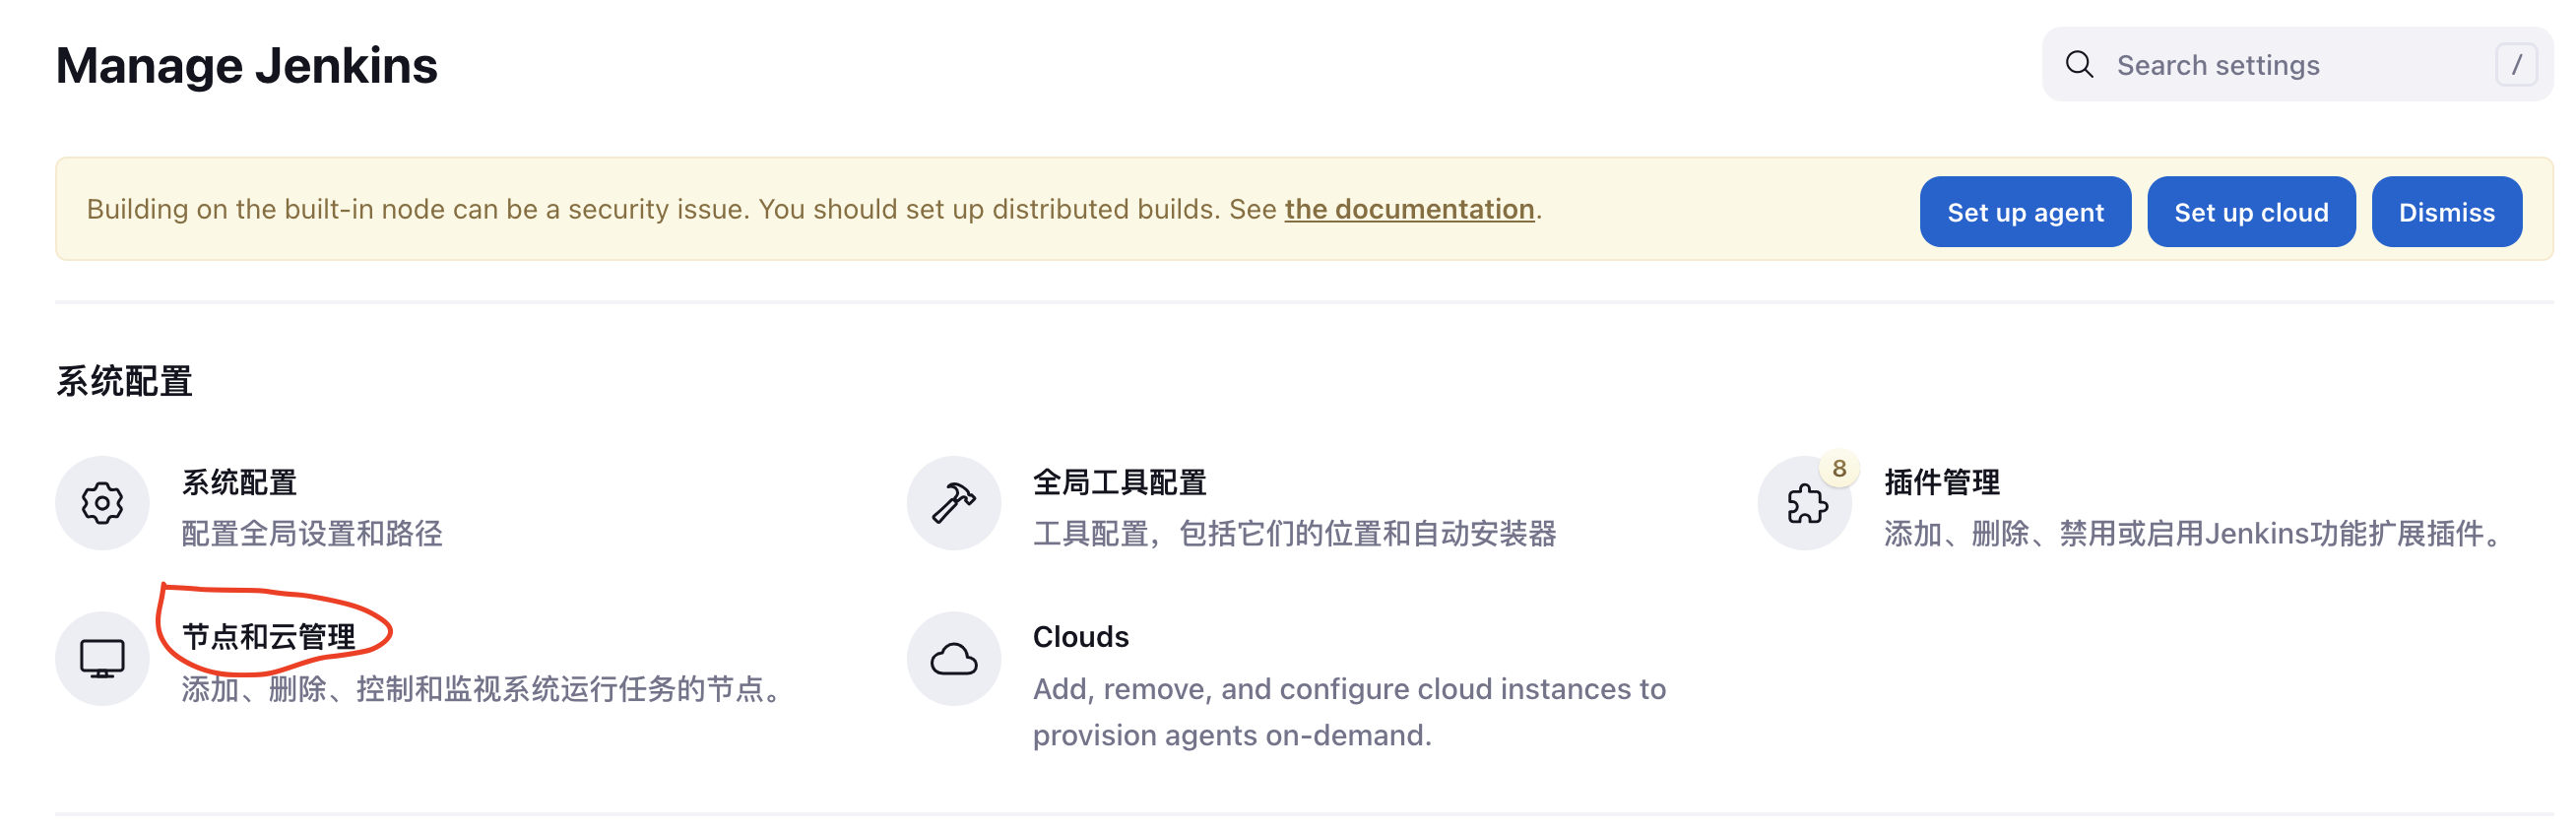 Manage Jenkins
Search settings /
Building on the built-in node can be a security issue. You should set up distributed builds. See the documentation.
Set up agent Set up cloud Dismiss
系统配置
系统配置
配置全局设置和路径
全局工具配置
工具配置，包括它们的位置和自动安装器
8
插件管理
添加、删除、禁用或启用Jenkins功能扩展插件。
节点和云管理
添加、删除、控制和监视系统运行任务的节点。
Clouds
Add, remove, and configure cloud instances to
provision agents on-demand.